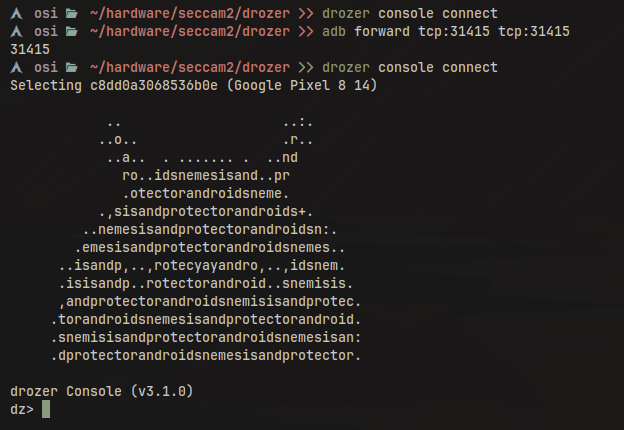 osi ~/hardware/seccam2/drozer >> drozer console connect
osi ~/hardware/seccam2/drozer >> adb forward tcp:31415 tcp:31415
31415
osi ~/hardware/seccam2/drozer >> drozer console connect
Selecting c8dd0a3068536b0e (Google Pixel 8 14)
            ..                    ..:.
           ..o..                  .r..
            ..a..  . ....... .  ..nd
              ro..idsnemesisand..pr
              .otectorandroidsneme.
           .,sisandprotectorandroids+.
         ..nemesisandprotectorandroidsn:.
        .emesisandprotectorandroidsnemes..
      ..isandp,..,rotecyayandro,..,idsnem.
      .isisandp..rotectorandroid..snemisis.
      ,andprotectorandroidsnemisisandprotec.
     .torandroidsnemesisandprotectorandroid.
     .snemisisandprotectorandroidsnemesisan:
     .dprotectorandroidsnemesisandprotector.
drozer Console (v3.1.0)
dz>